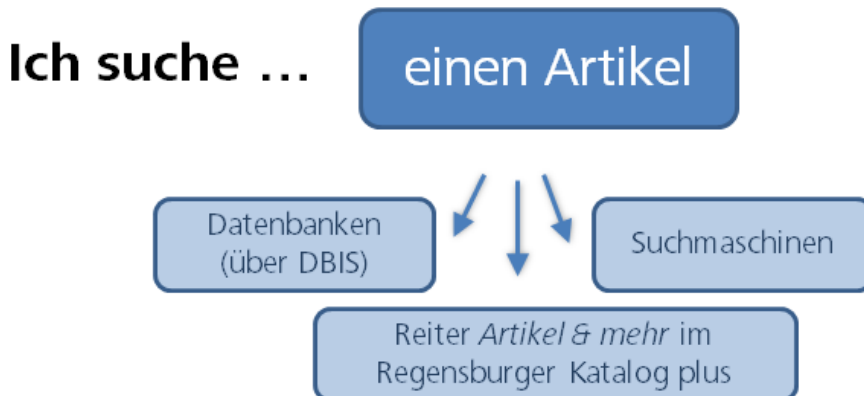 Ich suche … einen Artikel
Datenbanken
(über DBIS)
Suchmaschinen
Reiter Artikel & mehr im
Regensburger Katalog plus